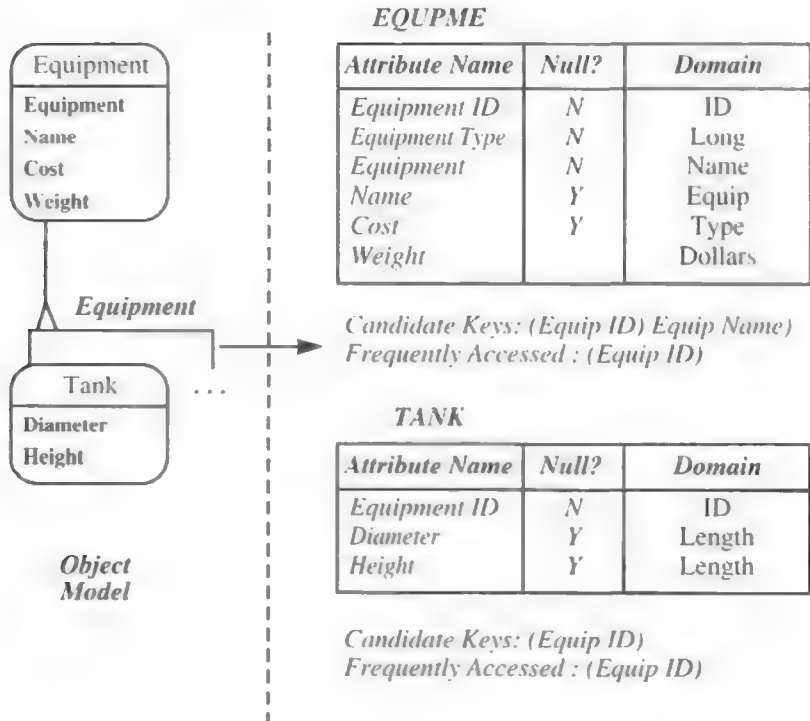 Equipment
Equipment
Name
Cost
Weight
Equipment
Tank
...
Diameter
Height
Object
Model
EQUPME
Attribute Name Null? Domain
Equipment ID N ID
Equipment Type N Long
Equipment N Name
Name Y Equip
Cost Y Type
Weight Dollars
Candidate Keys: (Equip ID) Equip Name)
Frequently Accessed : (Equip ID)
TANK
Attribute Name Null? Domain
Equipment ID N ID
Diameter Y Length
Height Y Length
Candidate Keys: (Equip ID)
Frequently Accessed : (Equip ID)